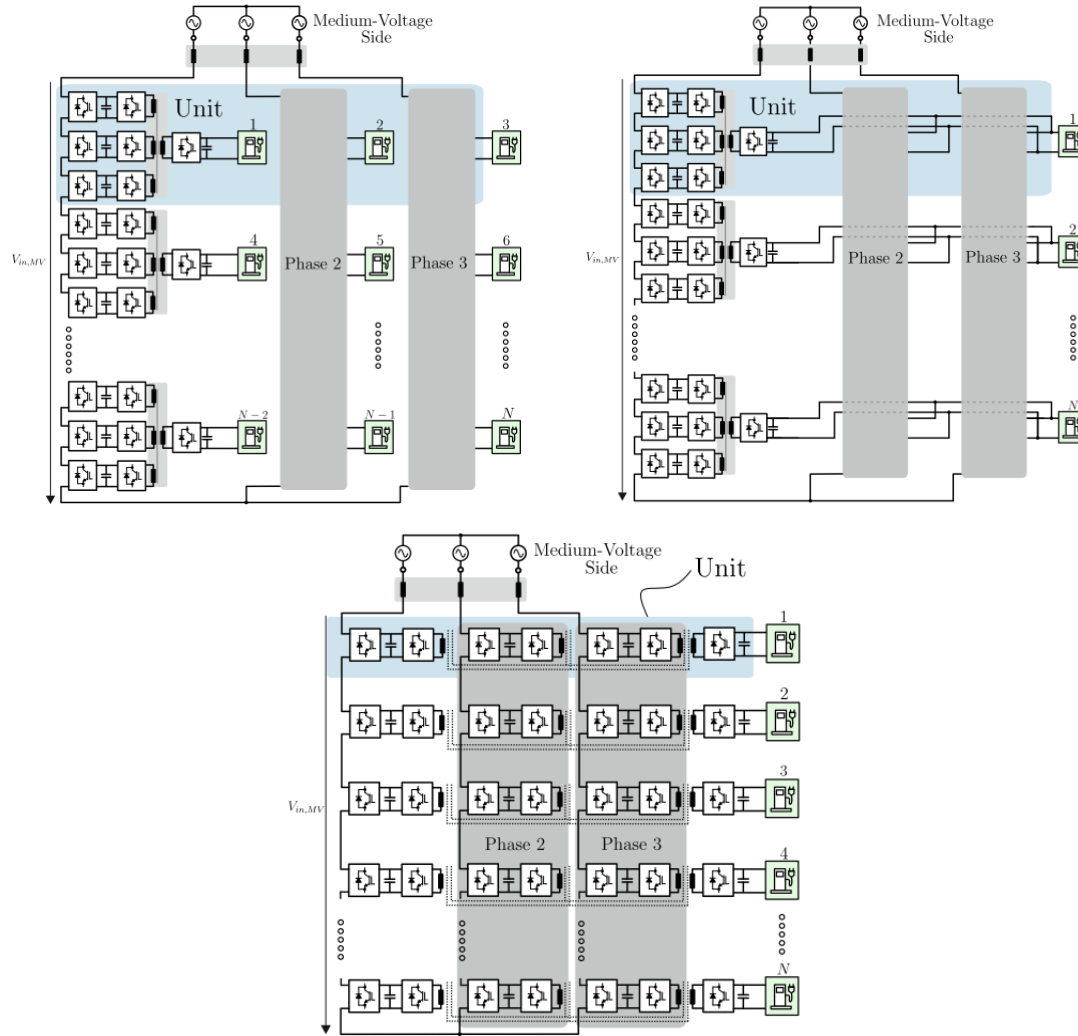 Medium-Voltage
Side
Unit
1
2
3
4
5
6
V_{in,MV}
Phase 2
Phase 3
N − 2
N−1
N
Medium-Voltage
Side
Unit
1
2
V_{in,MV}
Phase 2
Phase 3
N
Medium-Voltage
Side
Unit
1
2
3
V_{in,MV}
Phase 2
Phase 3
4
N